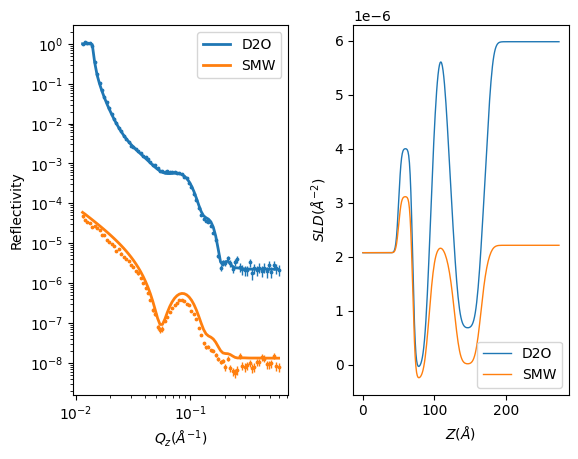 10⁰
10⁻¹
10⁻²
10⁻³
10⁻⁴
10⁻⁵
10⁻⁶
10⁻⁷
10⁻⁸
Reflectivity
10⁻²
10⁻¹
Q_z(Å⁻¹)
D2O
SMW
1e−6
6
5
4
3
2
1
0
SLD(Å⁻²)
0
100
200
Z(Å)
D2O
SMW